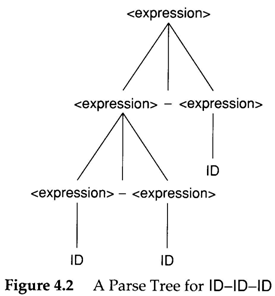 <expression>
<expression> – <expression>
ID
<expression> – <expression>
ID ID
Figure 4.2 A Parse Tree for ID–ID–ID